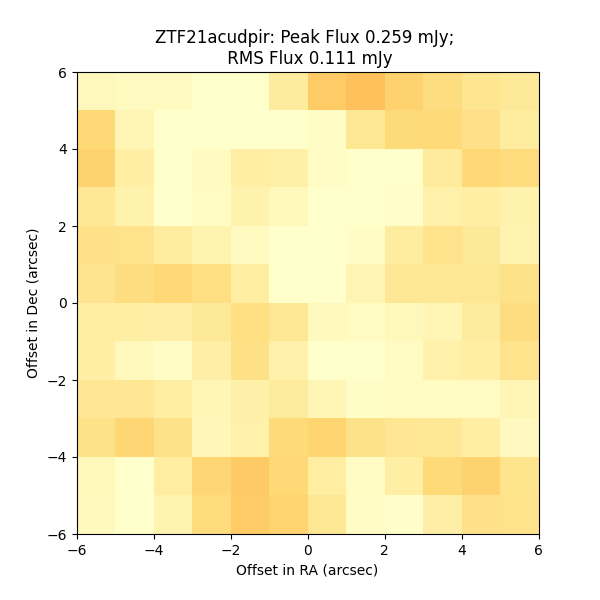 ZTF21acudpir: Peak Flux 0.259 mJy;
RMS Flux 0.111 mJy
6
4
2
0
−2
−4
−6
Offset in Dec (arcsec)
−6 −4 −2 0 2 4 6
Offset in RA (arcsec)